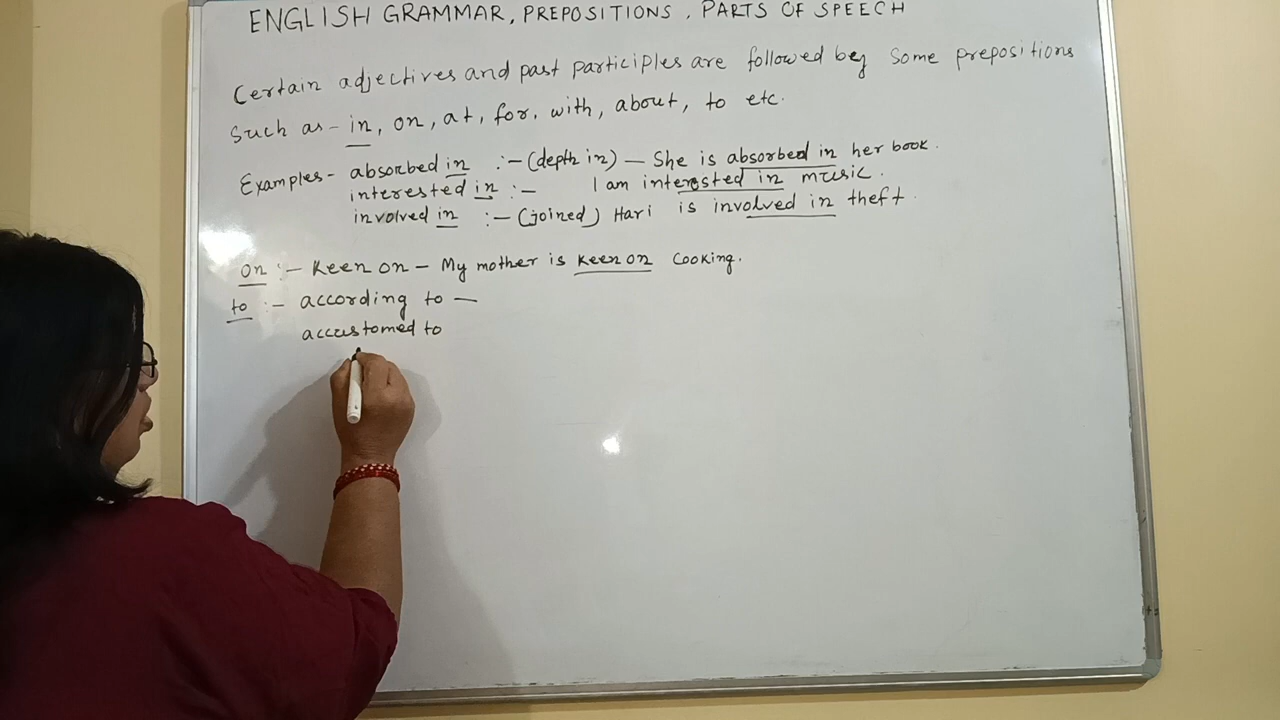 ENGLISH GRAMMAR, PREPOSITIONS, PARTS OF SPEECH
Certain adjectives and past participles are followed by some prepositions
Such as - in, on, at, for, with, about, to etc.
Examples - absorbed in :- (depth in) - She is absorbed in her book.
interested in :- I am interested in music.
involved in :- (joined) Hari is involved in theft.
on :- Keen on - My mother is keen on cooking.
to :- according to -
accustomed to